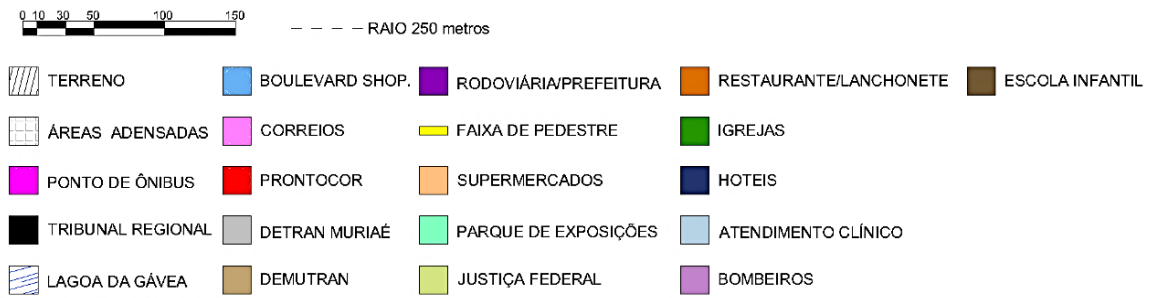 0 10 30 50 100 150
RAIO 250 metros
TERRENO BOULEVARD SHOP. RODOVIÁRIA/PREFEITURA RESTAURANTE/LANCHONETE ESCOLA INFANTIL
ÁREAS ADENSADAS CORREIOS FAIXA DE PEDESTRE IGREJAS
PONTO DE ÔNIBUS PRONTOCOR SUPERMERCADOS HOTEIS
TRIBUNAL REGIONAL DETRAN MURIAÉ PARQUE DE EXPOSIÇÕES ATENDIMENTO CLÍNICO
LAGOA DA GÁVEA DEMUTRAN JUSTIÇA FEDERAL BOMBEIROS